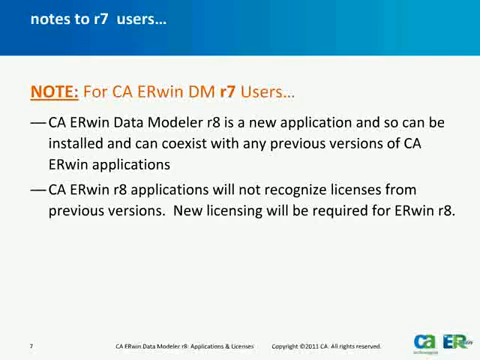 notes to r7 users…
NOTE: For CA ERwin DM r7 Users…
—CA ERwin Data Modeler r8 is a new application and so can be
installed and can coexist with any previous versions of CA
ERwin applications
—CA ERwin r8 applications will not recognize licenses from
previous versions. New licensing will be required for ERwin r8.
7 CA ERwin Data Modeler r8: Applications & Licenses Copyright ©2011 CA. All rights reserved.
ca
technologies